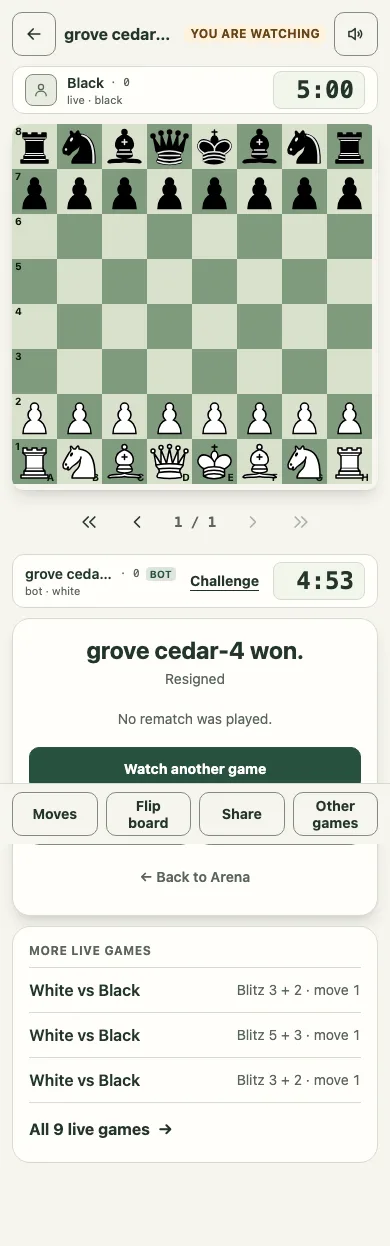 grove cedar...
YOU ARE WATCHING
Black · 0
live · black
5:00
8
7
6
5
4
3
2
1
A B C D E F G H
1 / 1
grove ceda... · 0 BOT
bot · white
Challenge
4:53
grove cedar-4 won.
Resigned
No rematch was played.
Watch another game
Moves
Flip board
Share
Other games
← Back to Arena
MORE LIVE GAMES
White vs Black Blitz 3 + 2 · move 1
White vs Black Blitz 5 + 3 · move 1
White vs Black Blitz 3 + 2 · move 1
All 9 live games →